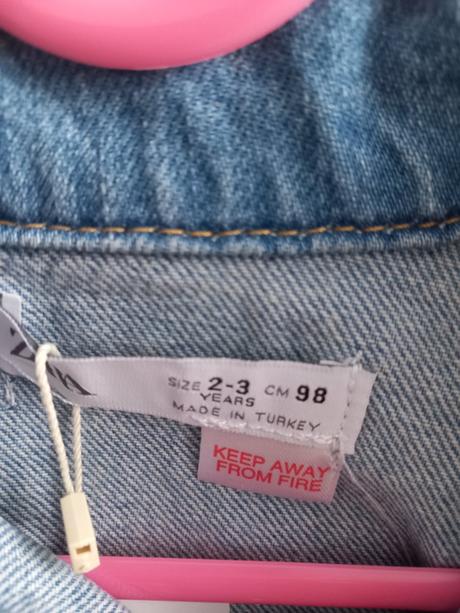 SIZE 2-3 CM 98
YEARS
MADE IN TURKEY
KEEP AWAY
FROM FIRE